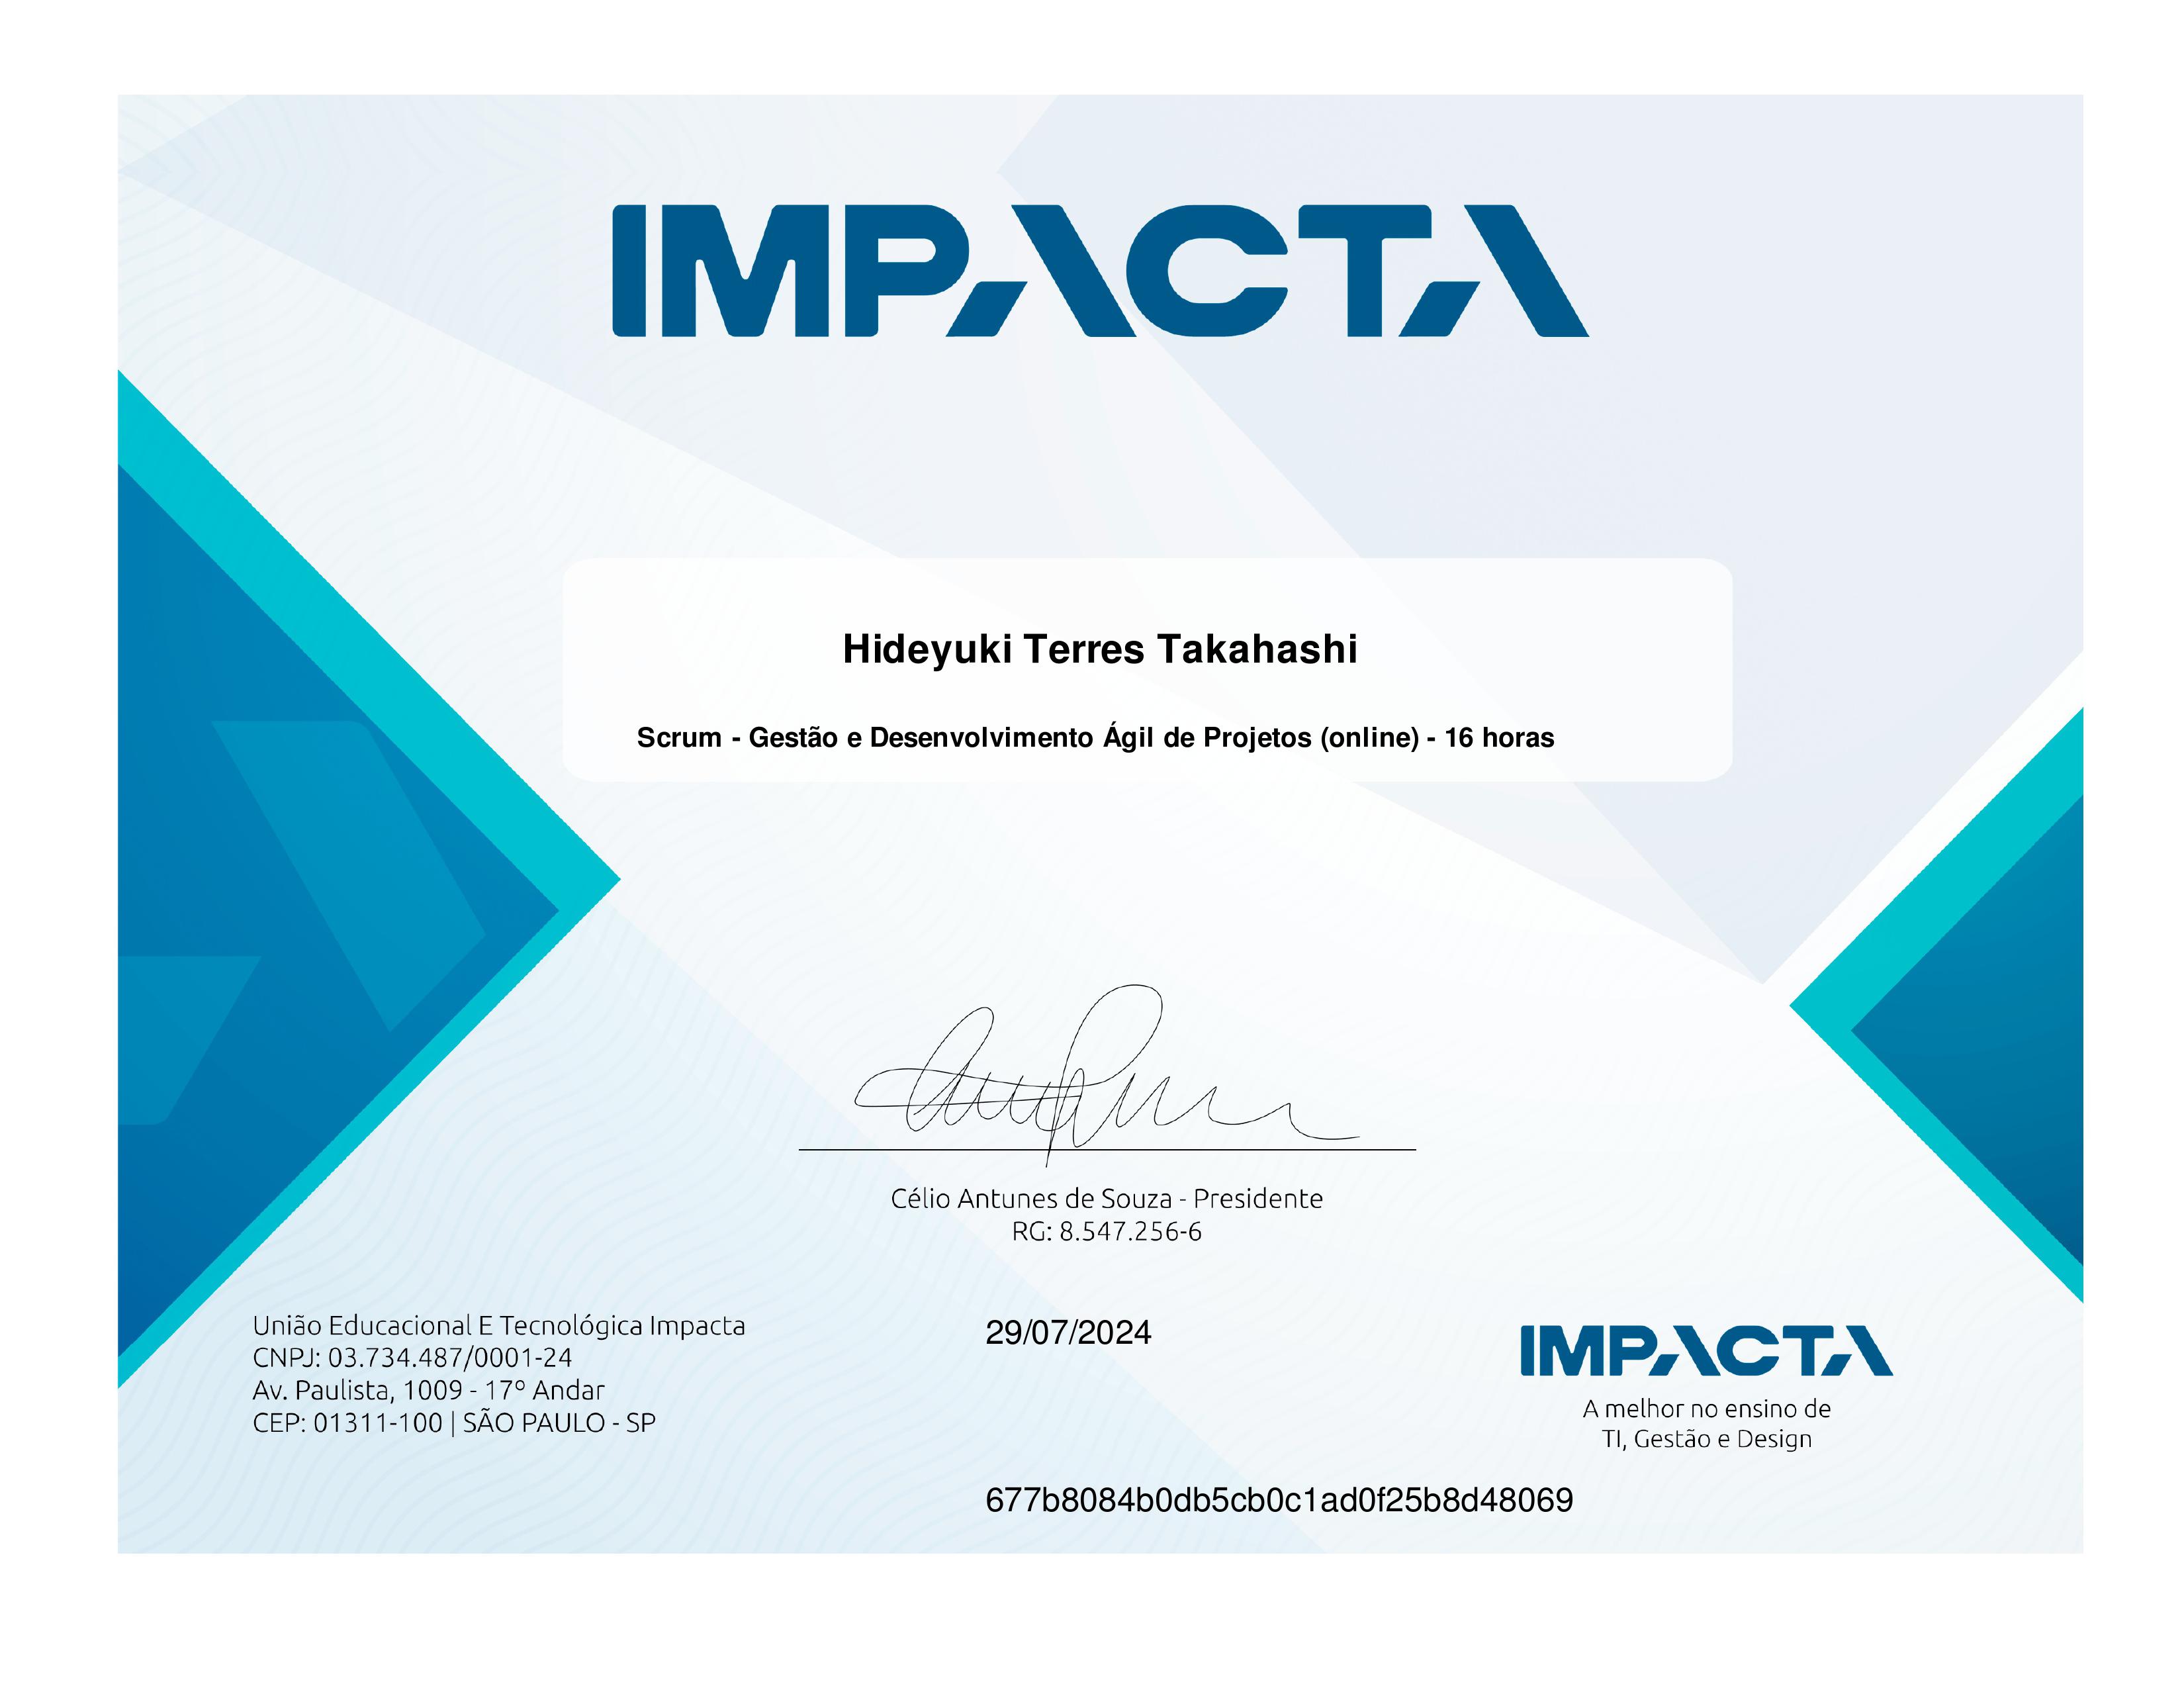 IMPACTA
Hideyuki Terres Takahashi
Scrum - Gestão e Desenvolvimento Ágil de Projetos (online) - 16 horas
Célio Antunes de Souza - Presidente
RG: 8.547.256-6
União Educacional E Tecnológica Impacta
CNPJ: 03.734.487/0001-24
Av. Paulista, 1009 - 17º Andar
CEP: 01311-100 | SÃO PAULO - SP
29/07/2024
IMPACTA
A melhor no ensino de
TI, Gestão e Design
677b8084b0db5cb0c1ad0f25b8d48069